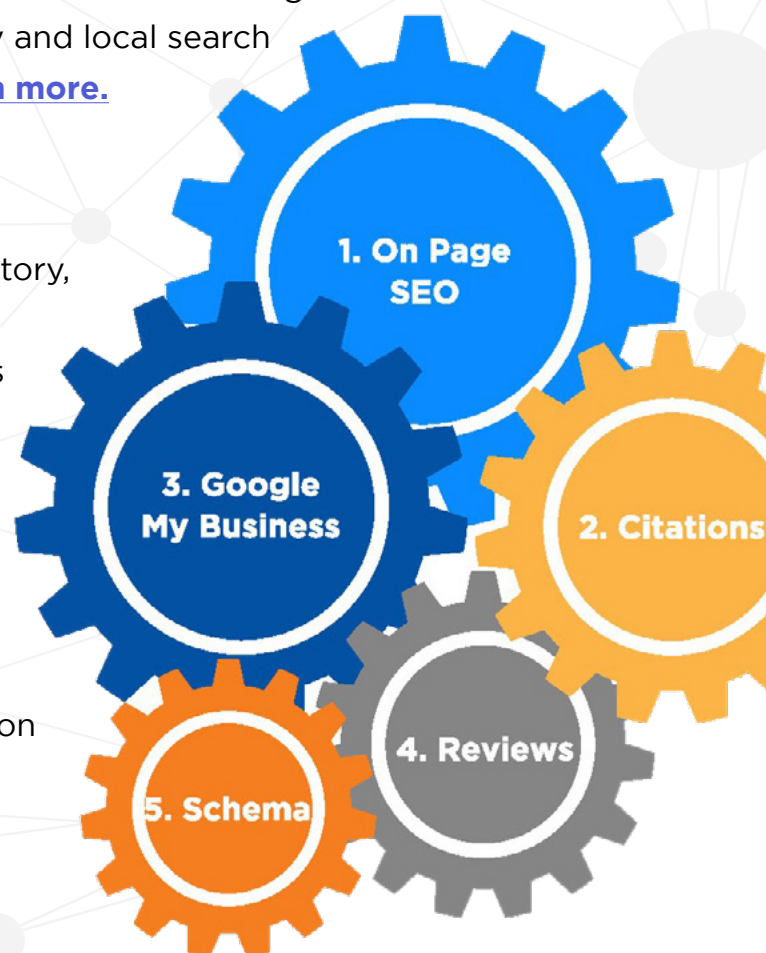 y and local search
more.
tory,
s
1. On Page
SEO
3. Google
My Business
2. Citations
on
4. Reviews
5. Schema